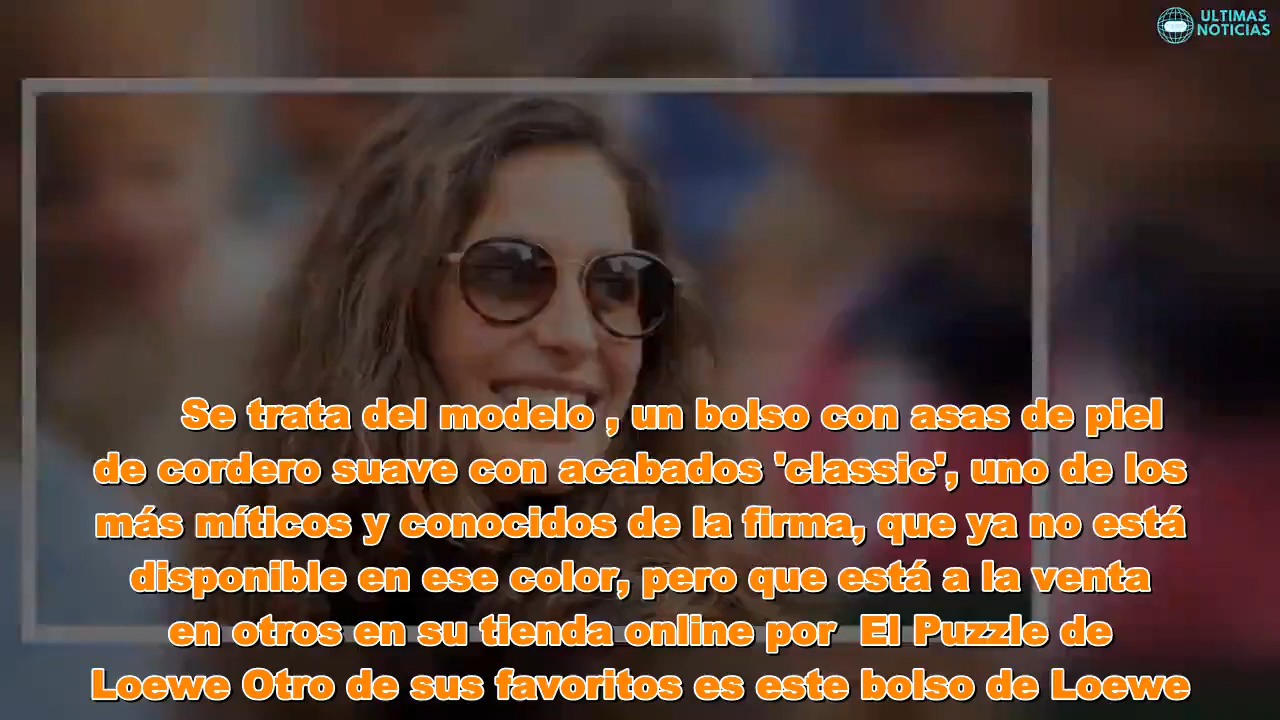 ULTIMAS
NOTICIAS
Se trata del modelo , un bolso con asas de piel
de cordero suave con acabados 'classic', uno de los
más míticos y conocidos de la firma, que ya no está
disponible en ese color, pero que está a la venta
en otros en su tienda online por El Puzzle de
Loewe Otro de sus favoritos es este bolso de Loewe